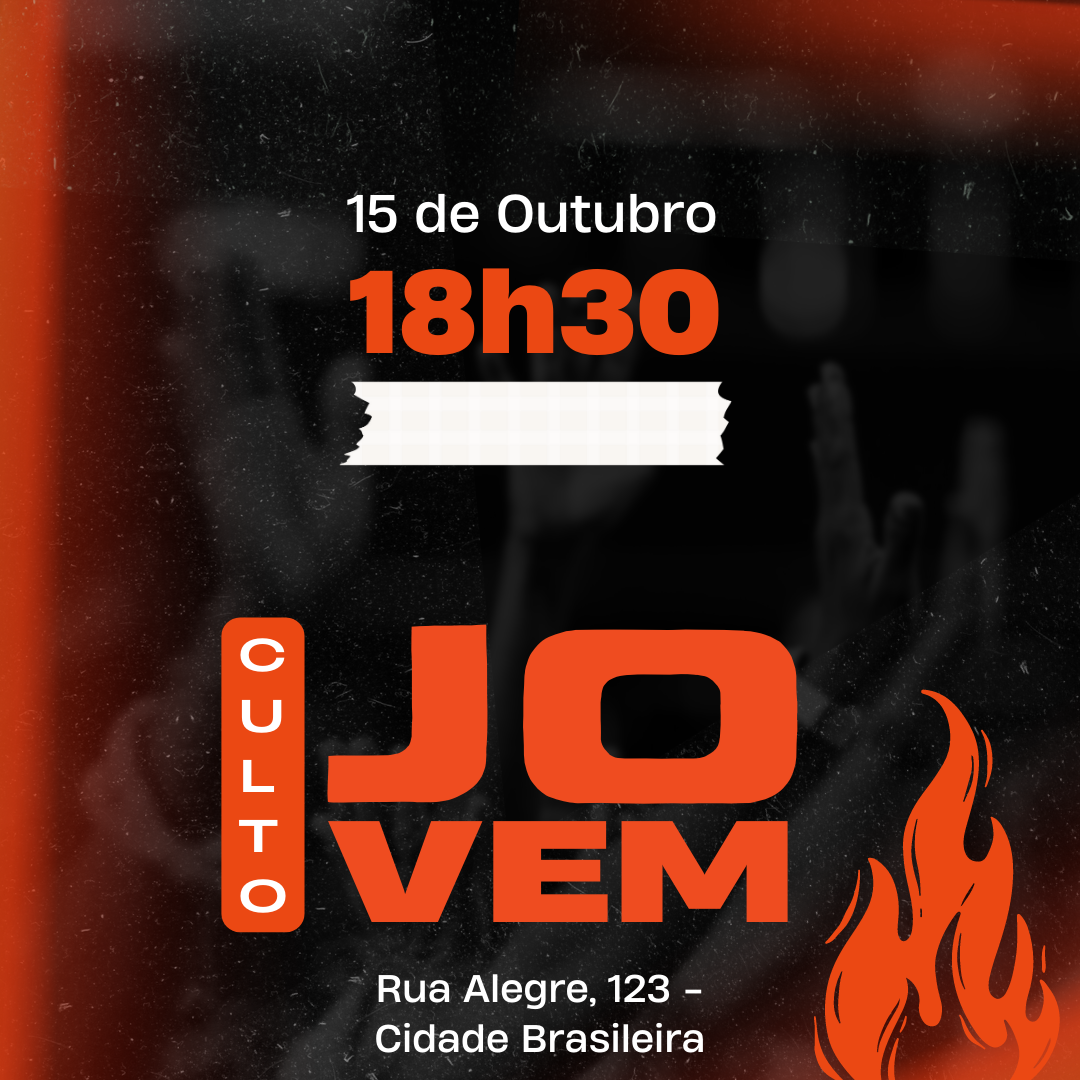 15 de Outubro
18h30
CULTO
JO
VEM
Rua Alegre, 123 -
Cidade Brasileira